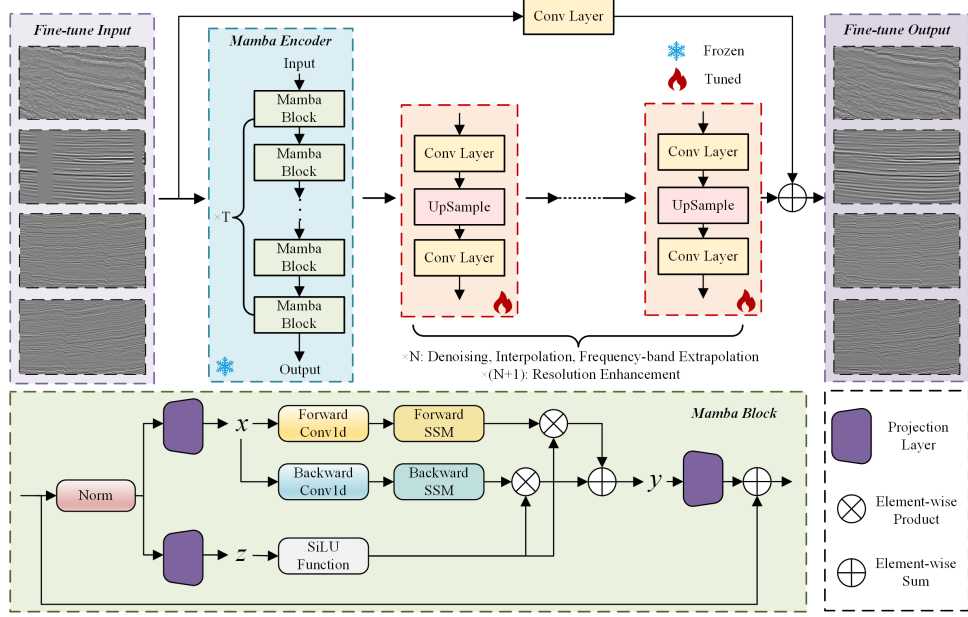 Fine-tune Input
Mamba Encoder
Input
Mamba
Block
Mamba
Block
×T
Mamba
Block
Mamba
Block
Output
Conv Layer
Frozen
Tuned
Conv Layer
UpSample
Conv Layer
Conv Layer
UpSample
Conv Layer
×N: Denoising, Interpolation, Frequency-band Extrapolation
×(N+1): Resolution Enhancement
Fine-tune Output
Mamba Block
Norm
x
Forward
Conv1d
Forward
SSM
Backward
Conv1d
Backward
SSM
z
SiLU
Function
y
Projection
Layer
Element-wise
Product
Element-wise
Sum